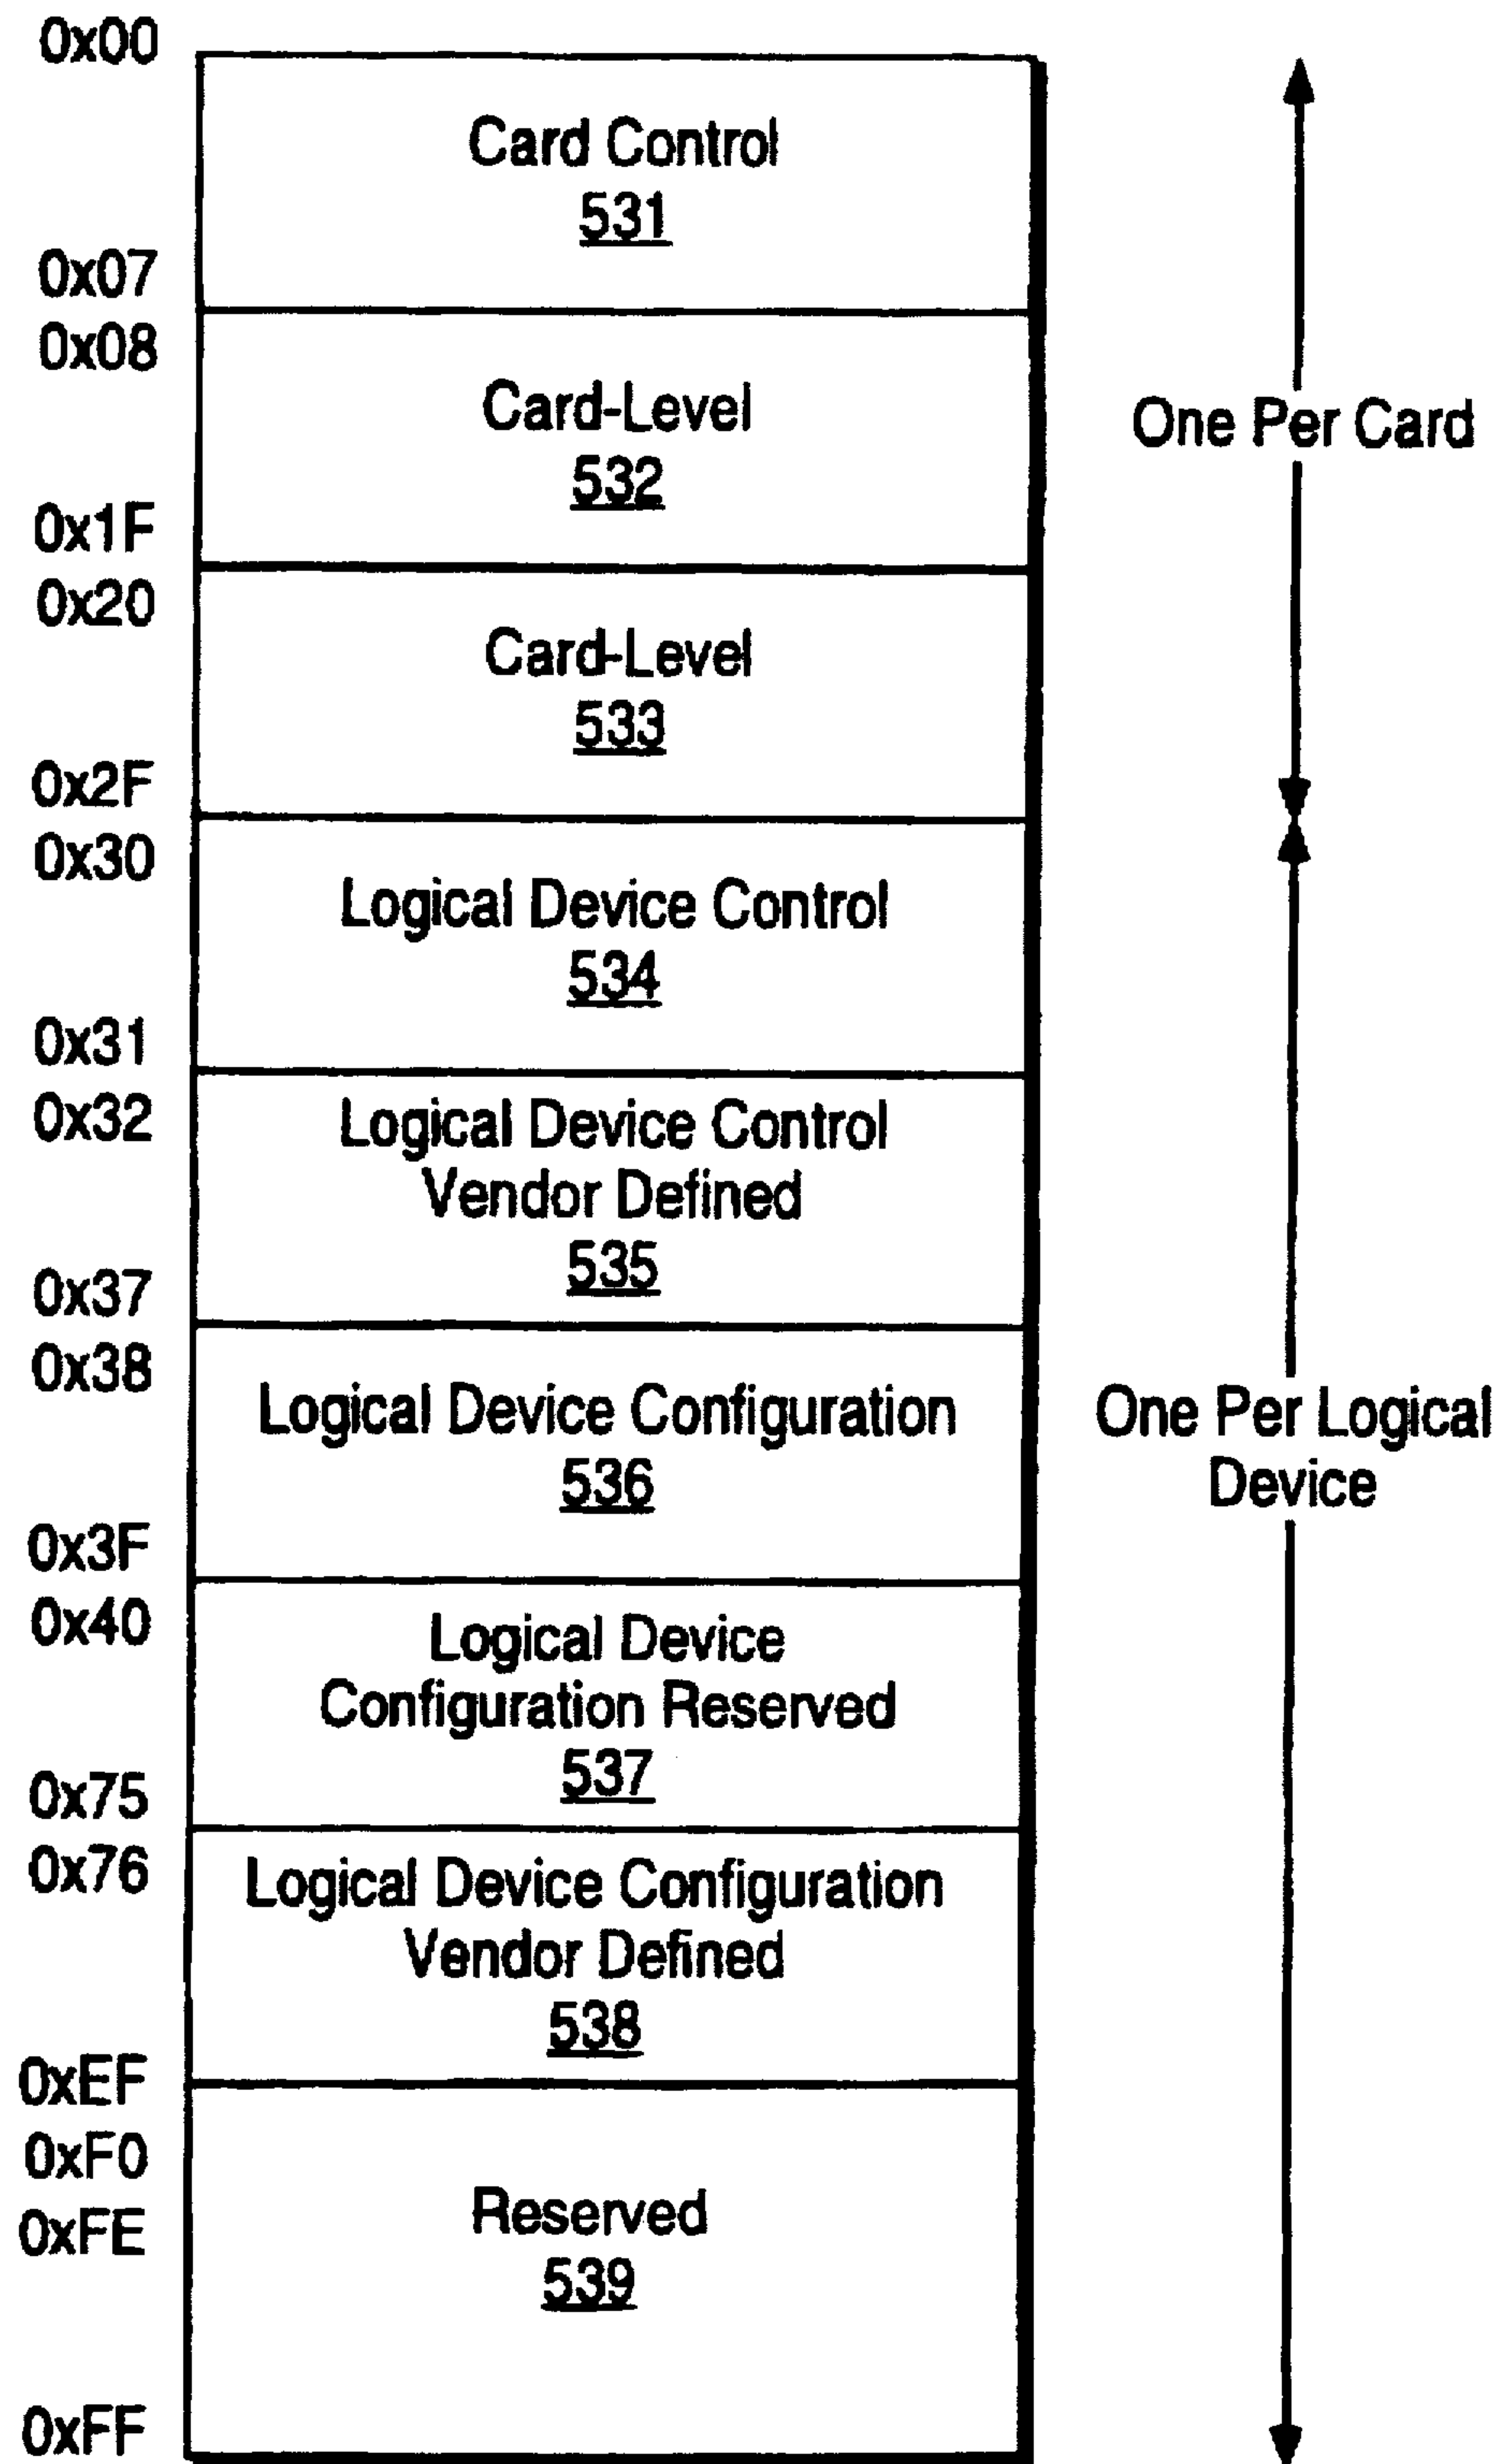 0x00
Card Control
531
0x07
0x08
Card-Level
532
One Per Card
0x1F
0x20
Card-Level
533
0x2F
0x30
Logical Device Control
534
0x31
0x32
Logical Device Control
Vendor Defined
535
0x37
0x38
Logical Device Configuration
536
One Per Logical
Device
0x3F
0x40
Logical Device
Configuration Reserved
537
0x75
0x76
Logical Device Configuration
Vendor Defined
538
0xEF
0xF0
0xFE
Reserved
539
0xFF